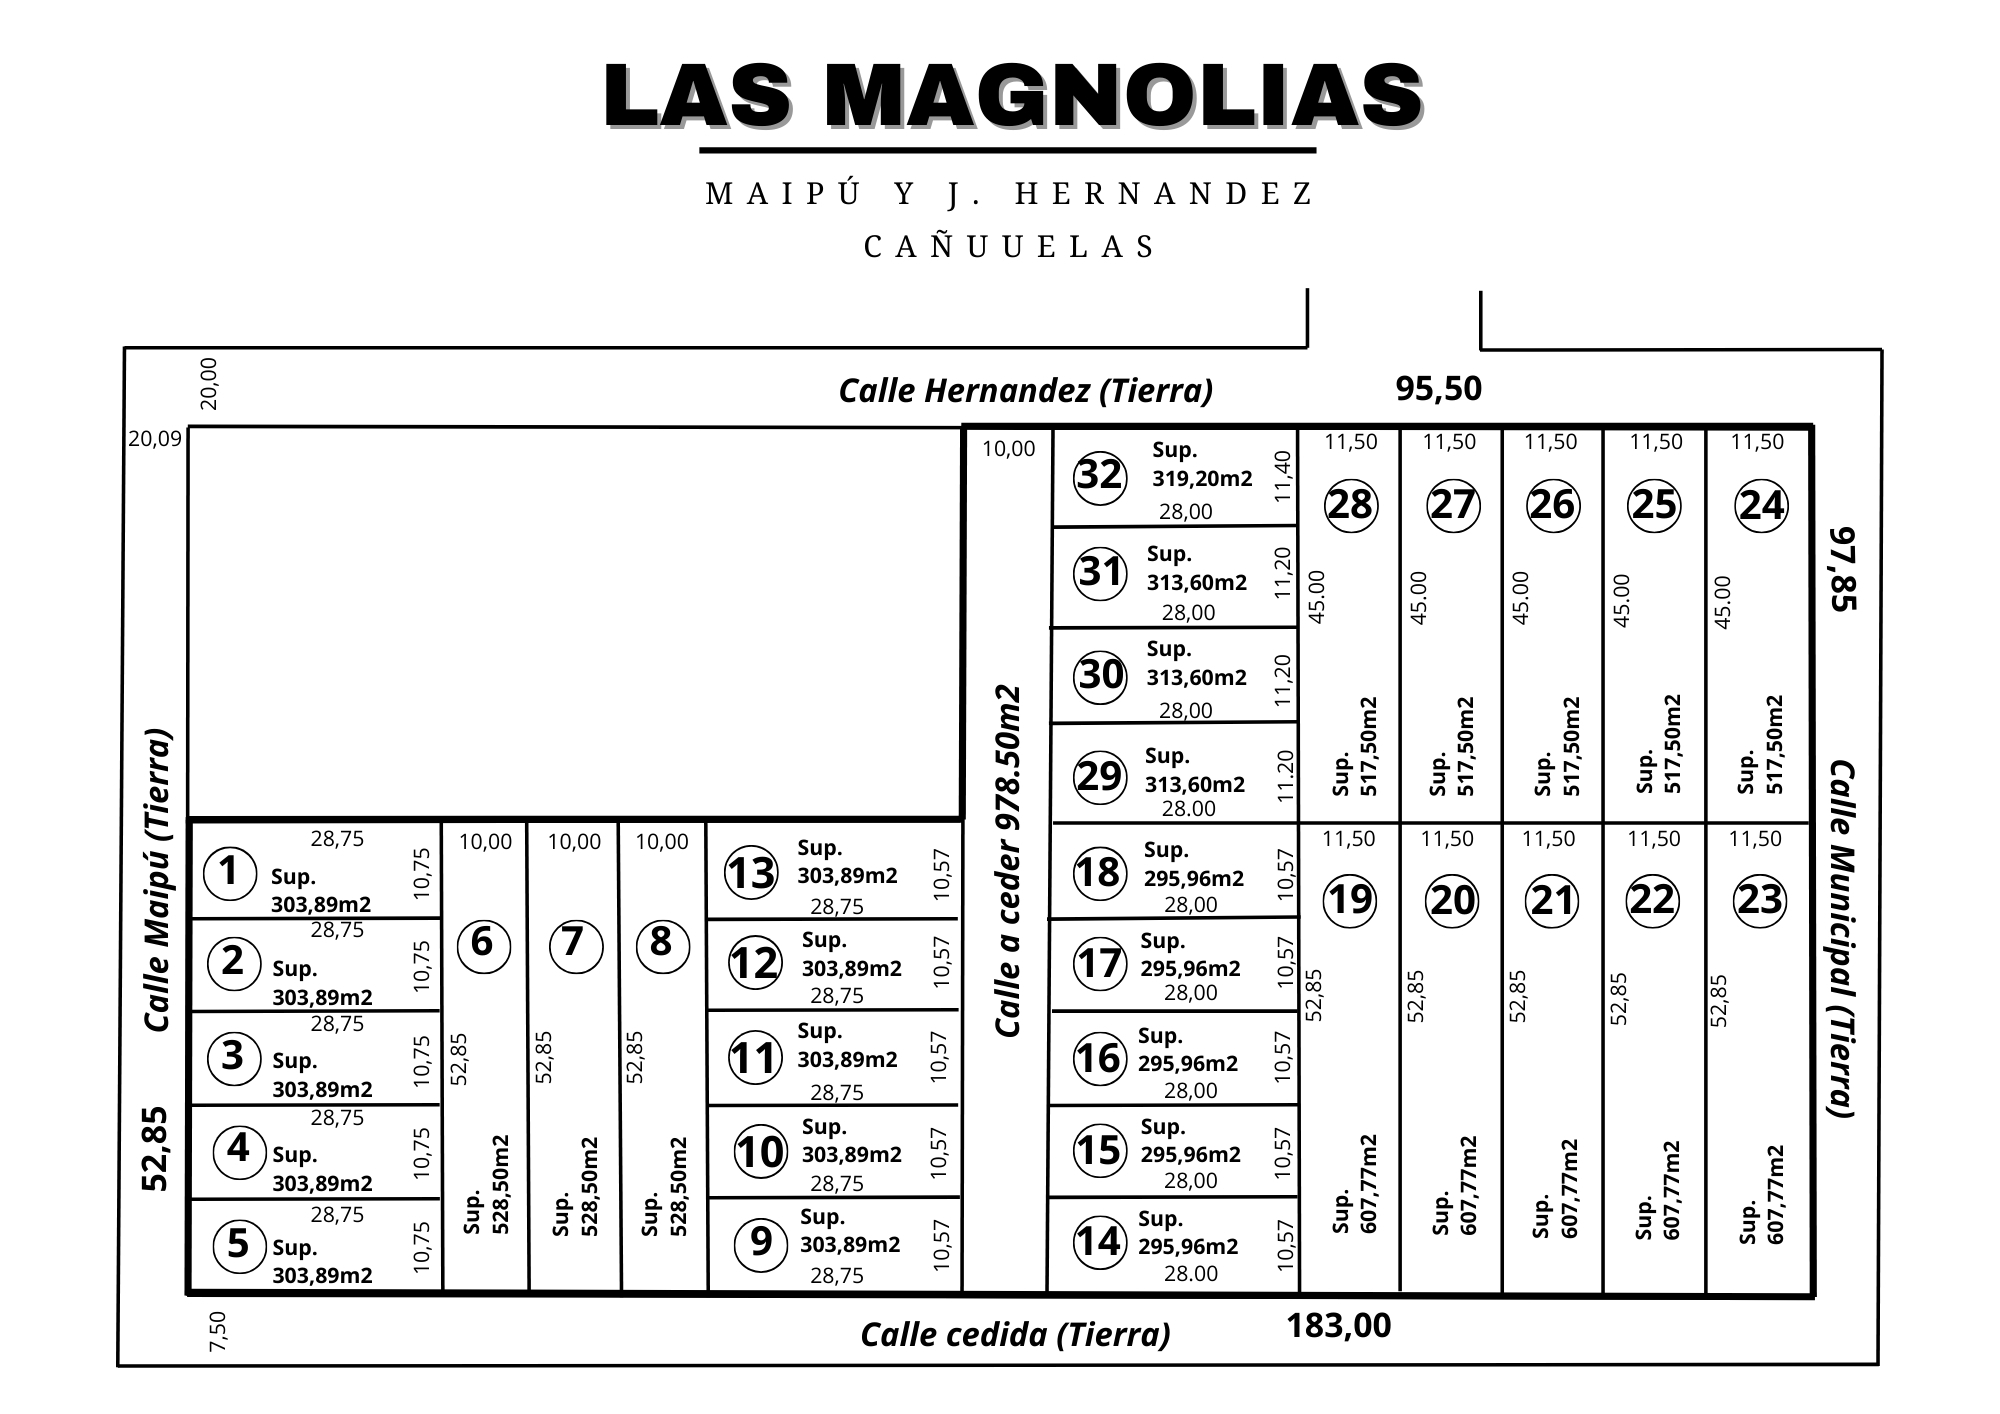 LAS MAGNOLIAS
MAIPÚ Y J. HERNANDEZ
CAÑUUELAS
20,00
Calle Hernandez (Tierra)
95,50
20,09
10,00
32
Sup.
319,20m2
28,00
11,40
31
Sup.
313,60m2
28,00
11,20
30
Sup.
313,60m2
28,00
11,20
29
Sup.
313,60m2
28.00
11.20
11,50
28
45.00
Sup.
517,50m2
11,50
27
45.00
Sup.
517,50m2
11,50
26
45.00
Sup.
517,50m2
11,50
25
45.00
Sup.
517,50m2
11,50
24
45.00
Sup.
517,50m2
97,85
Calle Municipal (Tierra)
Calle Maipú (Tierra)
52,85
28,75
1
Sup.
303,89m2
10,75
28,75
2
Sup.
303,89m2
10,75
28,75
3
Sup.
303,89m2
10,75
28,75
4
Sup.
303,89m2
10,75
28,75
5
Sup.
303,89m2
10,75
10,00
6
52,85
Sup.
528,50m2
10,00
7
52,85
Sup.
528,50m2
10,00
8
52,85
Sup.
528,50m2
13
Sup.
303,89m2
28,75
10,57
12
Sup.
303,89m2
28,75
10,57
11
Sup.
303,89m2
28,75
10,57
10
Sup.
303,89m2
28,75
10,57
9
Sup.
303,89m2
28,75
10,57
Calle a ceder 978.50m2
18
Sup.
295,96m2
28,00
10,57
17
Sup.
295,96m2
28,00
10,57
16
Sup.
295,96m2
28,00
10,57
15
Sup.
295,96m2
28,00
10,57
14
Sup.
295,96m2
28.00
10,57
11,50
19
52,85
Sup.
607,77m2
11,50
20
52,85
Sup.
607,77m2
11,50
21
52,85
Sup.
607,77m2
11,50
22
52,85
Sup.
607,77m2
11,50
23
52,85
Sup.
607,77m2
7,50
Calle cedida (Tierra)
183,00